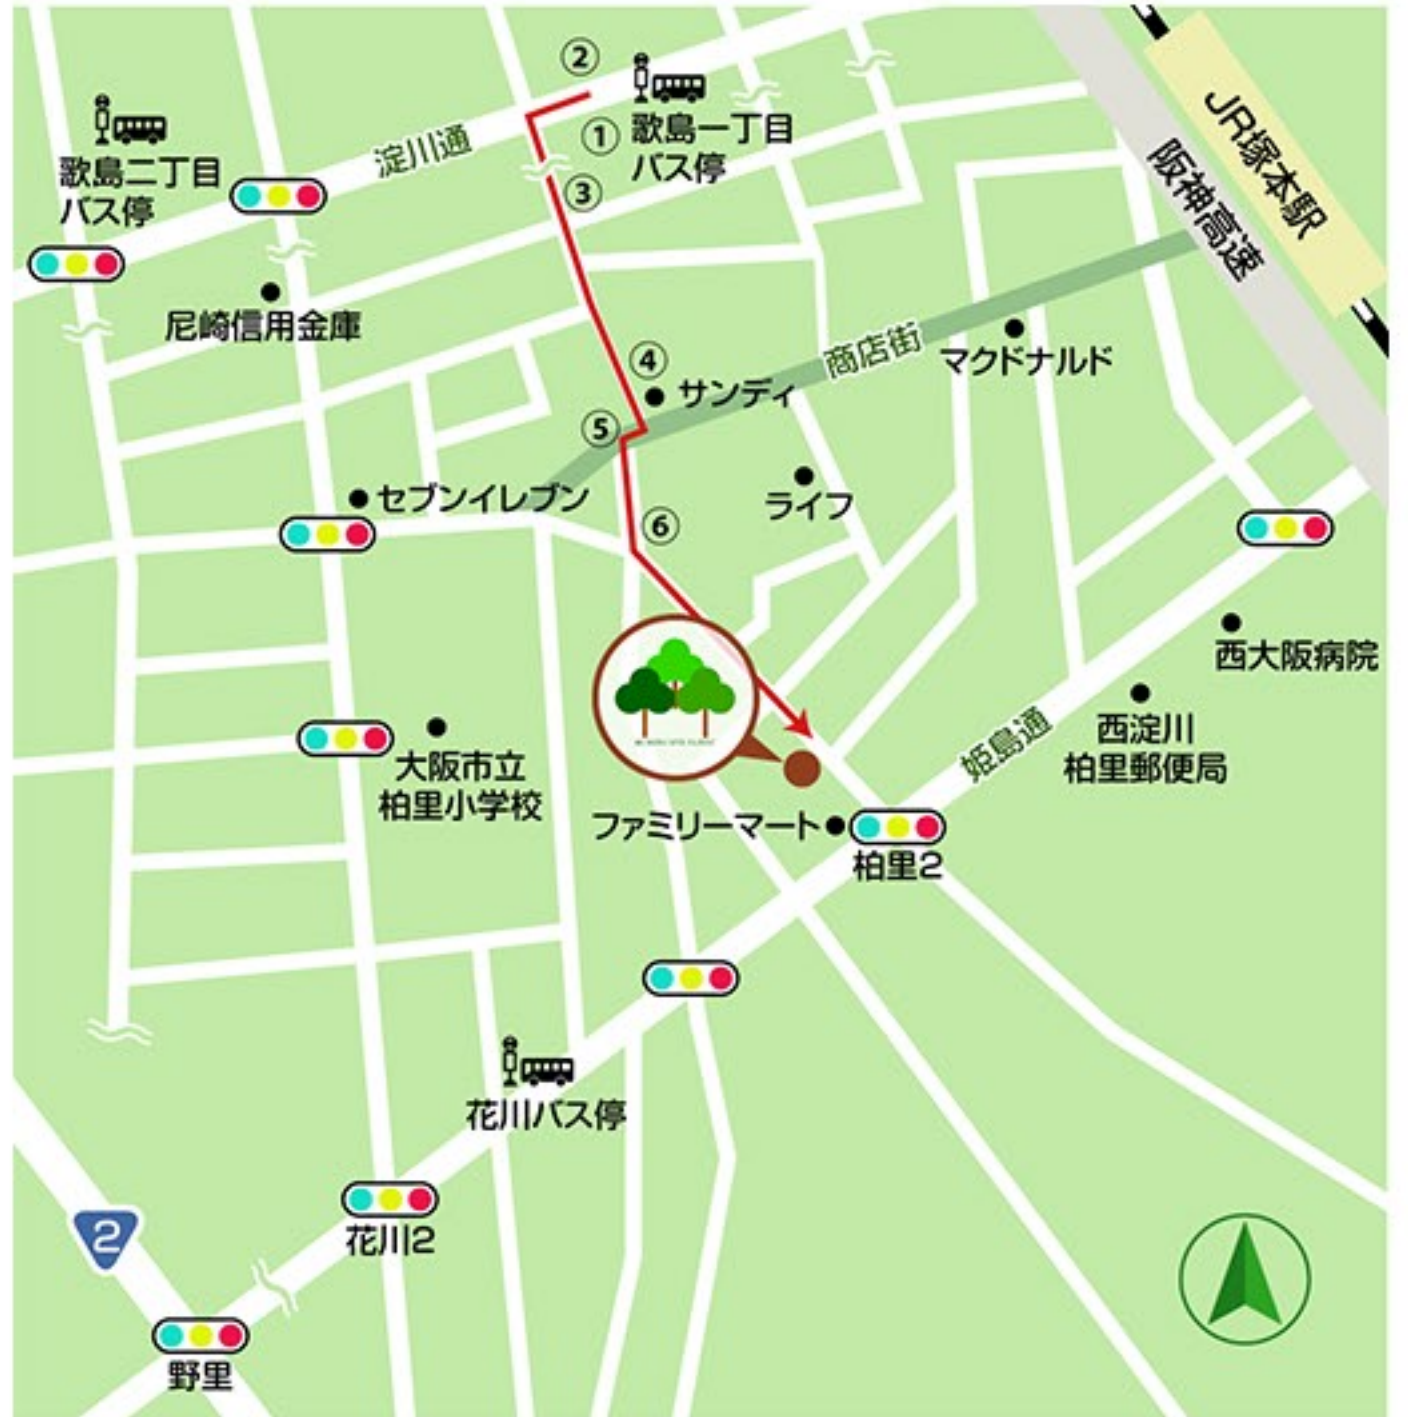 ②
歌島一丁目
バス停
①
③
淀川通
歌島二丁目
バス停
JR塚本駅
阪神高速
尼崎信用金庫
④
サンディ
商店街
マクドナルド
⑤
セブンイレブン
ライフ
⑥
西大阪病院
西淀川
柏里郵便局
姫島通
大阪市立
柏里小学校
ファミリーマート
柏里2
花川バス停
花川2
2
野里